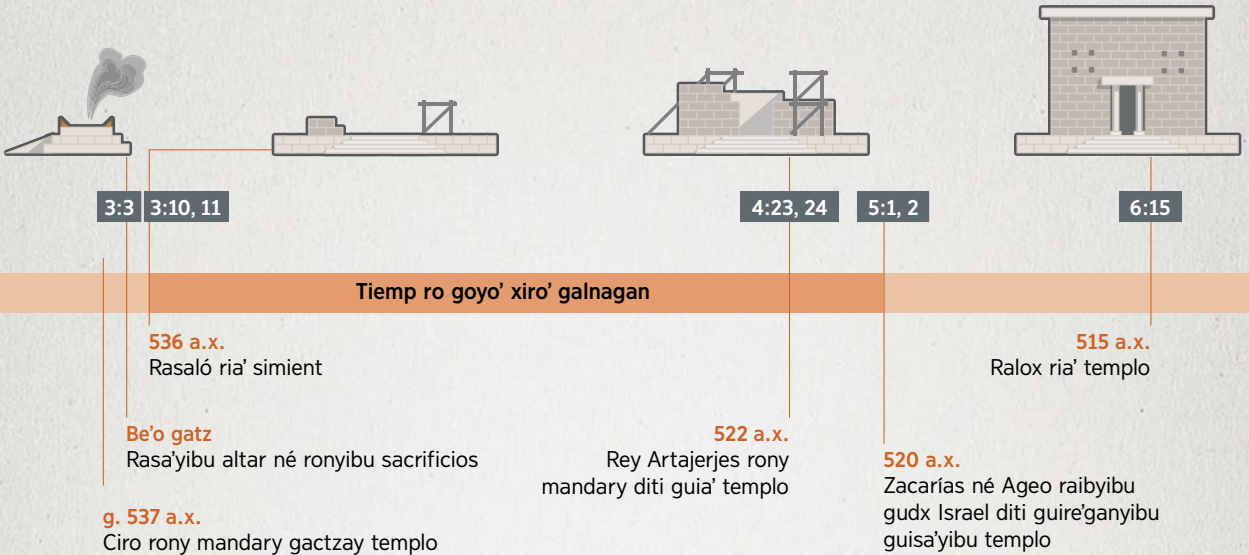 3:3
3:10, 11
4:23, 24
5:1, 2
6:15
Tiemp ro goyo’ xiro’ galnagan
536 a.x.
Rasaló ria’ simient
515 a.x.
Ralox ria’ templo
Be’o gatz
Rasa’yibu altar né ronyibu sacrificios
522 a.x.
Rey Artajerjes rony
mandary diti guia’ templo
520 a.x.
Zacarías né Ageo raibyibu
gudx Israel diti guire’ganyibu
guisa’yibu templo
g. 537 a.x.
Ciro rony mandary gactzay templo